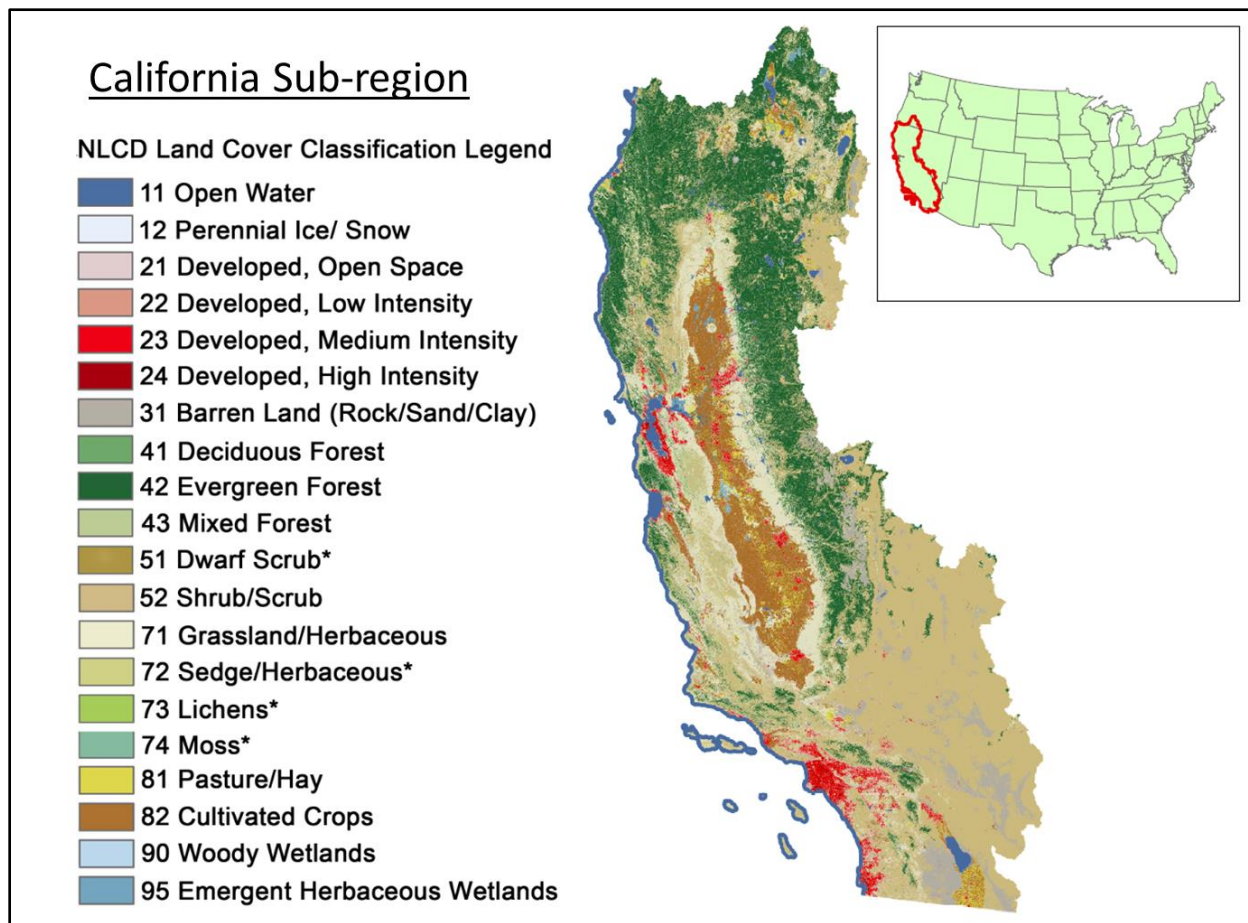 California Sub-region
NLCD Land Cover Classification Legend
11 Open Water
12 Perennial Ice/ Snow
21 Developed, Open Space
22 Developed, Low Intensity
23 Developed, Medium Intensity
24 Developed, High Intensity
31 Barren Land (Rock/Sand/Clay)
41 Deciduous Forest
42 Evergreen Forest
43 Mixed Forest
51 Dwarf Scrub*
52 Shrub/Scrub
71 Grassland/Herbaceous
72 Sedge/Herbaceous*
73 Lichens*
74 Moss*
81 Pasture/Hay
82 Cultivated Crops
90 Woody Wetlands
95 Emergent Herbaceous Wetlands